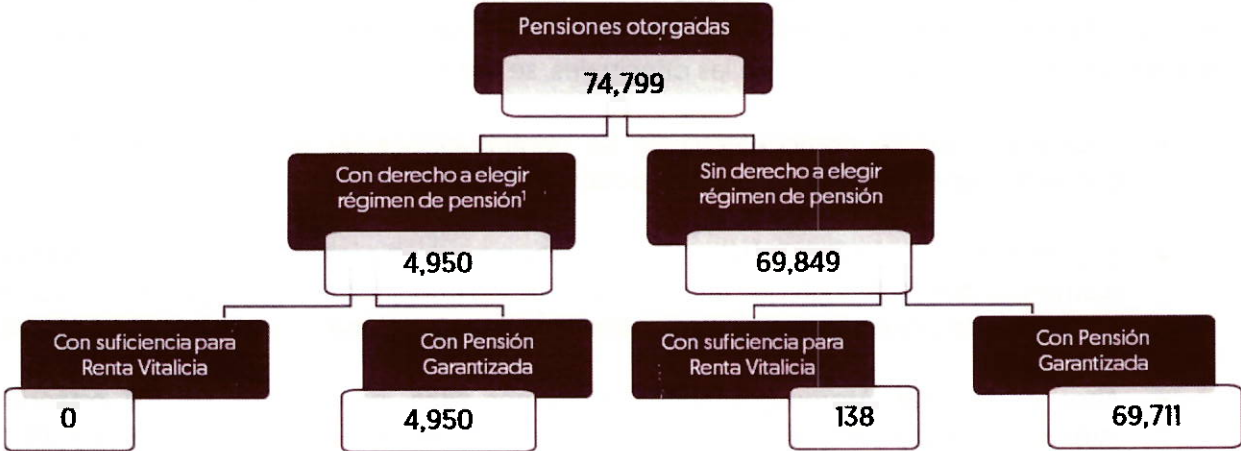 Pensiones otorgadas
74,799
Con derecho a elegir
régimen de pensión¹
4,950
Sin derecho a elegir
régimen de pensión
69,849
Con suficiencia para
Renta Vitalicia
0
Con Pensión
Garantizada
4,950
Con suficiencia para
Renta Vitalicia
138
Con Pensión
Garantizada
69,711